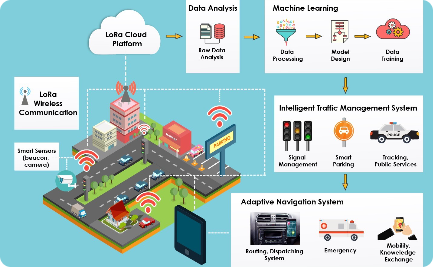 LoRa Cloud
Platform
Data Analysis
Raw Data
Analysis
Machine Learning
Data
Processing
Model
Design
Data
Training
LoRa
Wireless
Communication
Smart Sensors
(beacon,
camera)
PARKING
Intelligent Traffic Management System
Signal
Management
Smart
Parking
Tracking,
Public Services
Adaptive Navigation System
Routing, Dispatching
System
Emergency
Mobility,
Knowledge
Exchange